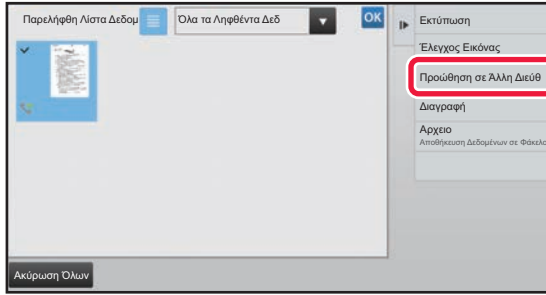 Παρελήφθη Λίστα Δεδομ
Όλα τα Ληφθέντα Δεδ
OK
Εκτύπωση
Έλεγχος Εικόνας
Προώθηση σε Άλλη Διεύθ
Διαγραφή
Αρχειο
Αποθήκευση Δεδομένων σε Φάκελο
Ακύρωση Όλων